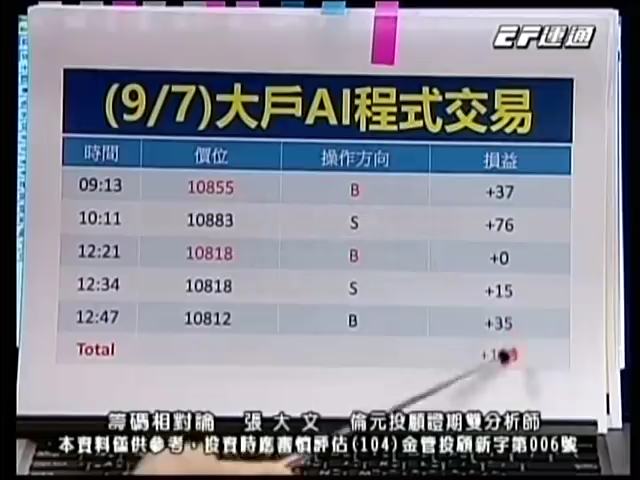 EF運通
(9/7)大戶AI程式交易
時間 價位 操作方向 損益
09:13 10855 B +37
10:11 10883 S +76
12:21 10818 B +0
12:34 10818 S +15
12:47 10812 B +35
Total
籌碼相對論 張大文 倫元投顧證期雙分析師
本資料僅供參考，投資時應審慎評估(104)金管投顧新字第006號